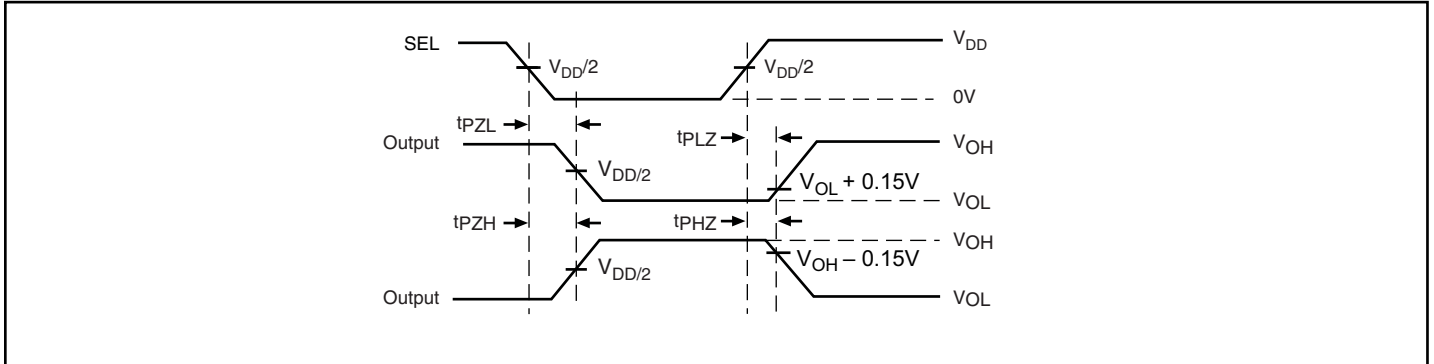 SEL
VDD/2
VDD/2
VDD
0V
tPZL
tPLZ
Output
VDD/2
VOH
VOL + 0.15V
VOL
tPZH
tPHZ
VOH
VOH – 0.15V
VDD/2
Output
VOL